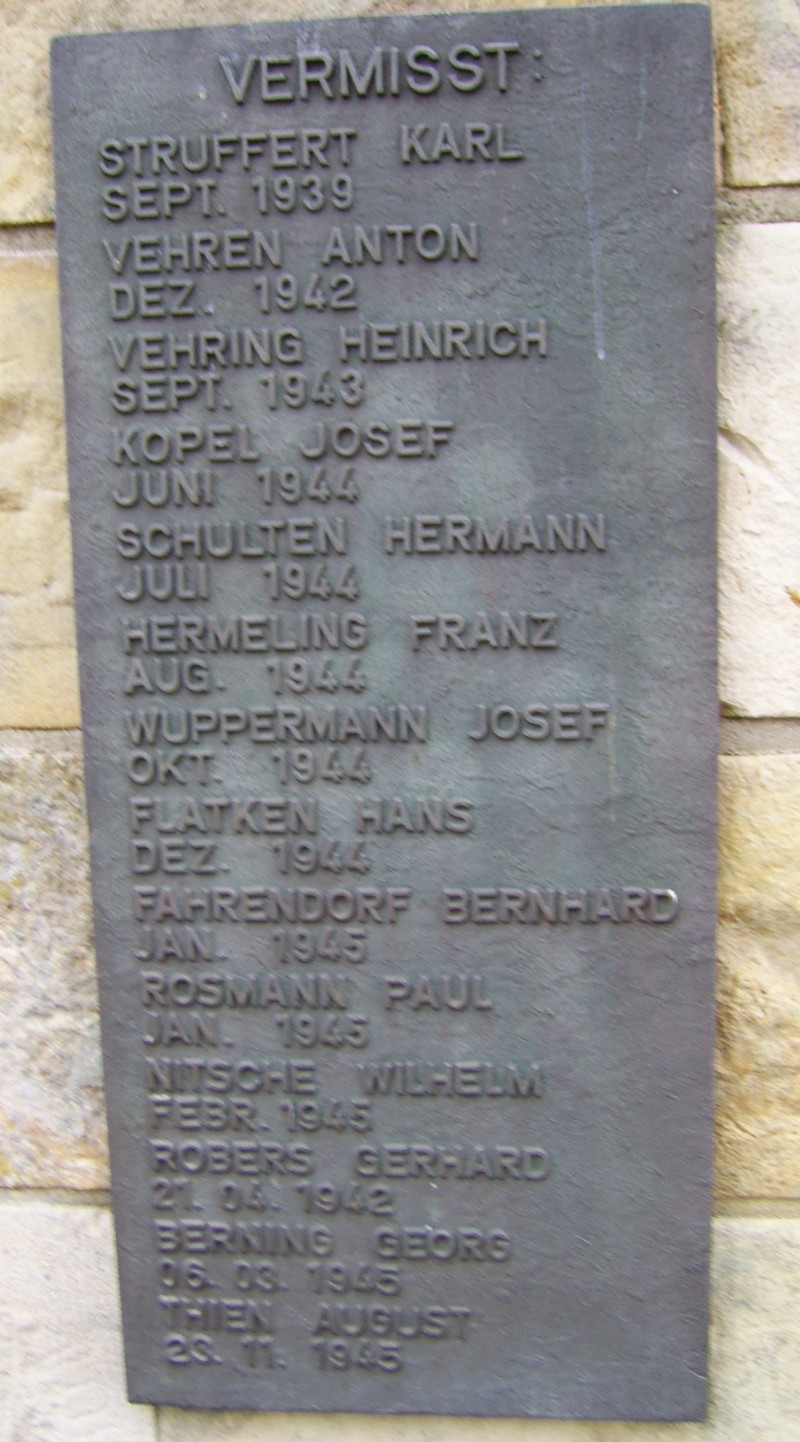 VERMISST:
STRUFFERT KARL
SEPT. 1939
VEHREN ANTON
DEZ. 1942
VEHRING HEINRICH
SEPT. 1943
KOPEL JOSEF
JUNI 1944
SCHULTEN HERMANN
JULI 1944
HERMELING FRANZ
AUG. 1944
WUPPERMANN JOSEF
OKT. 1944
FLATKEN HANS
DEZ. 1944
FAHRENDORF BERNHARD
JAN. 1945
ROSMANN PAUL
JAN. 1945
NITSCHE WILHELM
FEBR. 1945
ROBERS GERHARD
21. 04. 1942
BERNING GEORG
06. 03. 1945
THIEN AUGUST
23. 11. 1945